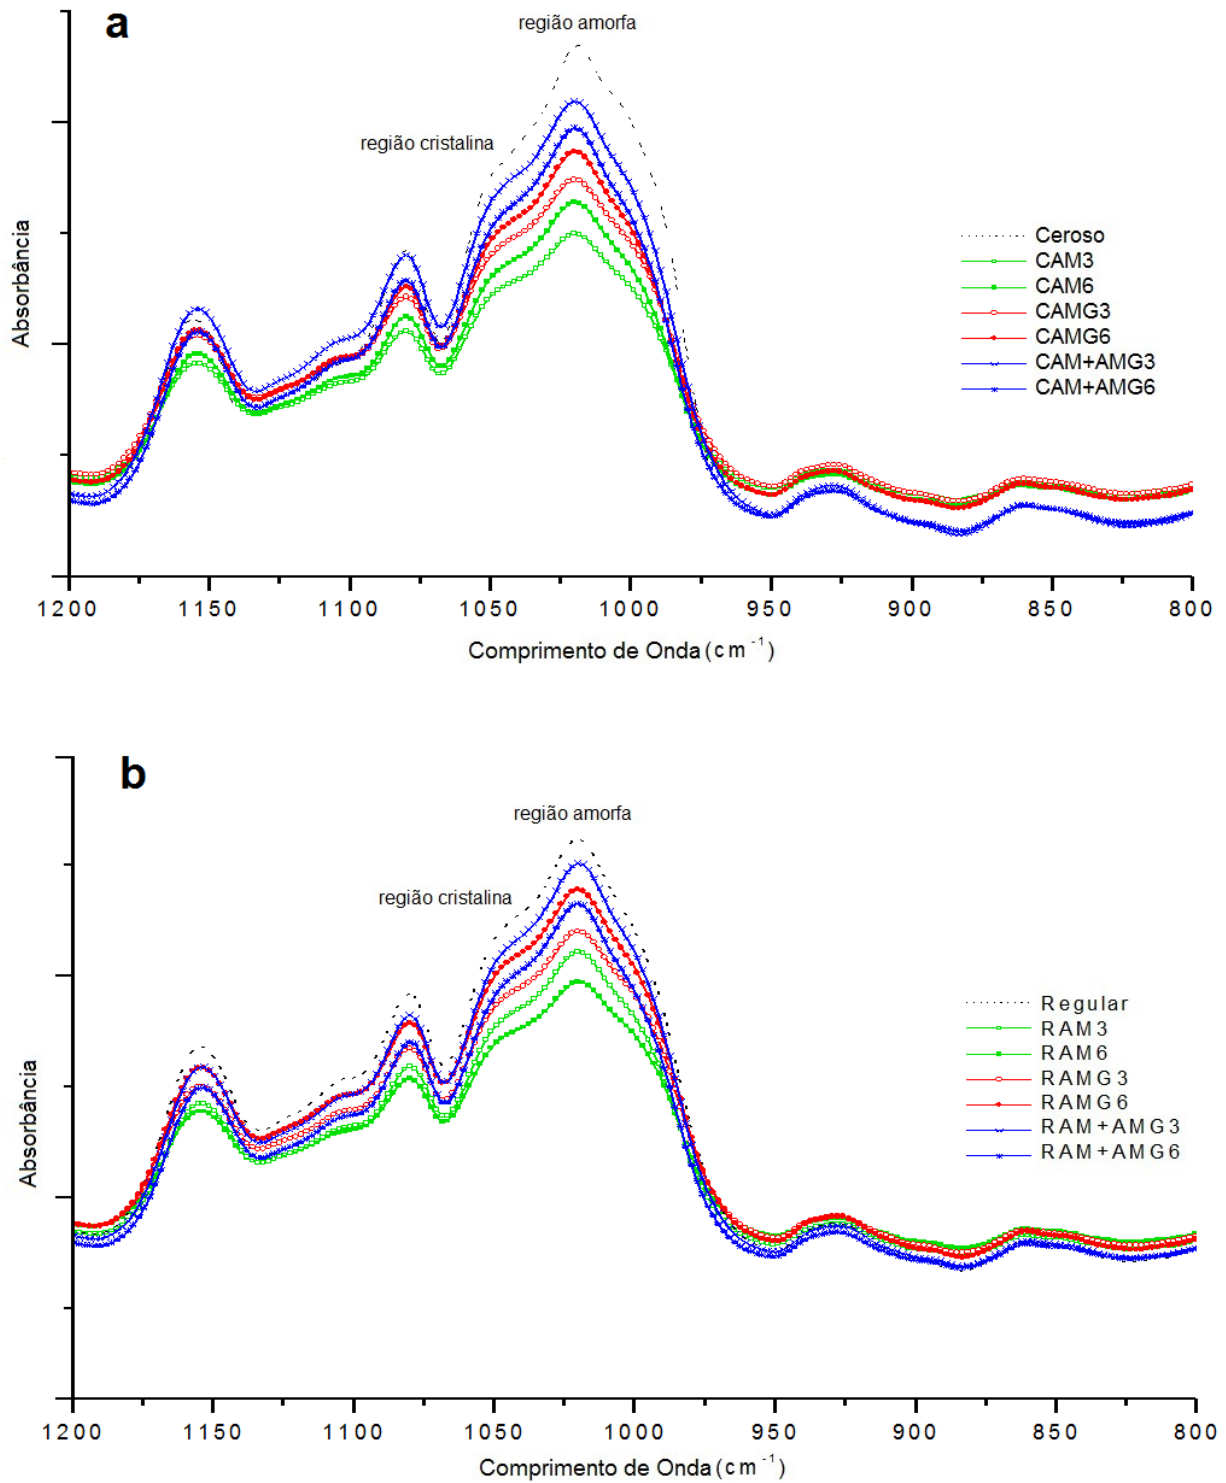 a
região amorfa
região cristalina
Absorbância
Ceroso
CAM3
CAM6
CAMG3
CAMG6
CAM+AMG3
CAM+AMG6
1200 1150 1100 1050 1000 950 900 850 800
Comprimento de Onda (cm⁻¹)
b
região amorfa
região cristalina
Absorbância
Regular
RAM3
RAM6
RAMG3
RAMG6
RAM+AMG3
RAM+AMG6
1200 1150 1100 1050 1000 950 900 850 800
Comprimento de Onda (cm⁻¹)